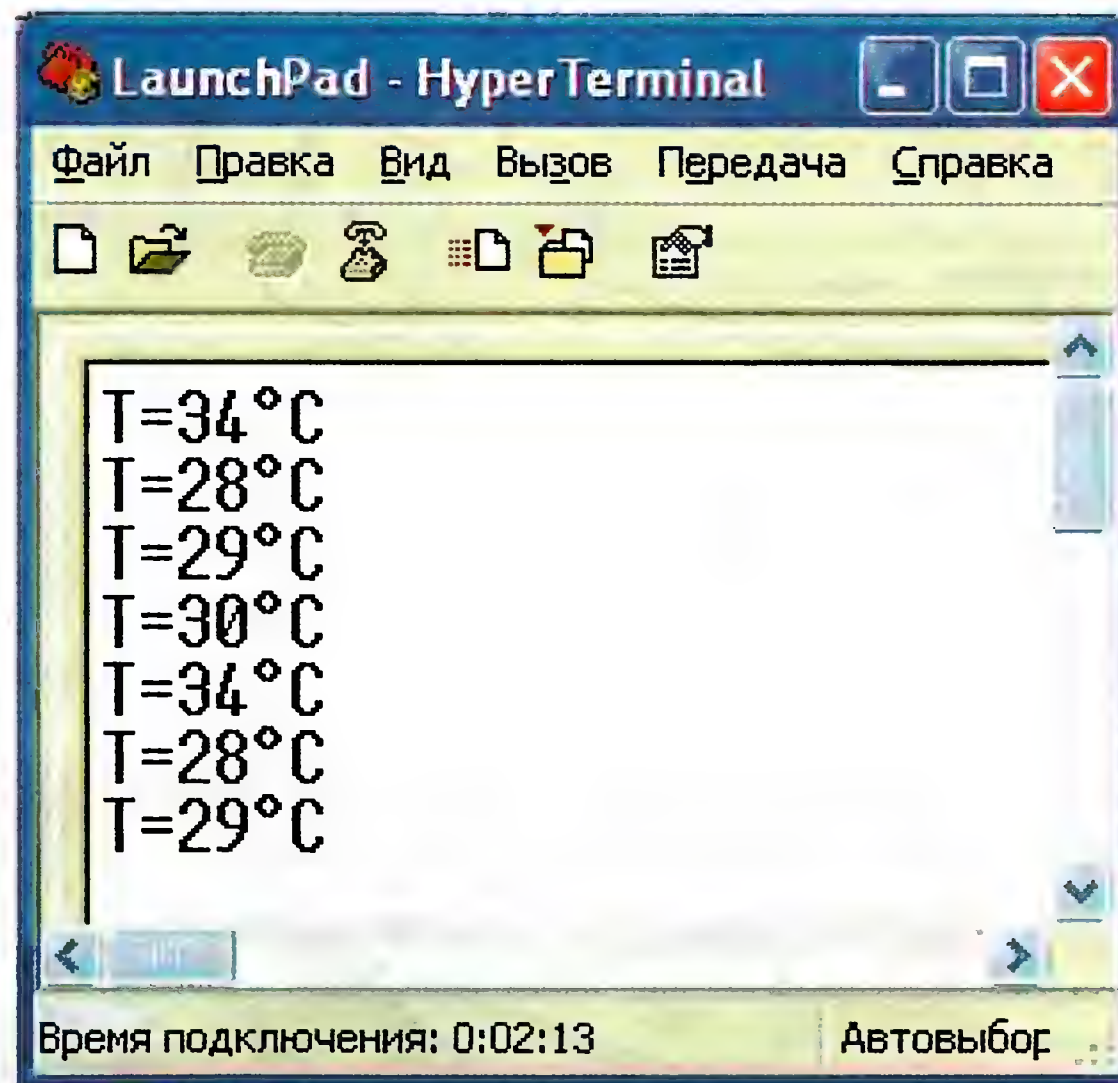 LaunchPad - HyperTerminal
Файл Правка Вид Вызов Передача Справка
T=34°C
T=28°C
T=29°C
T=30°C
T=34°C
T=28°C
T=29°C
Время подключения: 0:02:13 Автовыбор